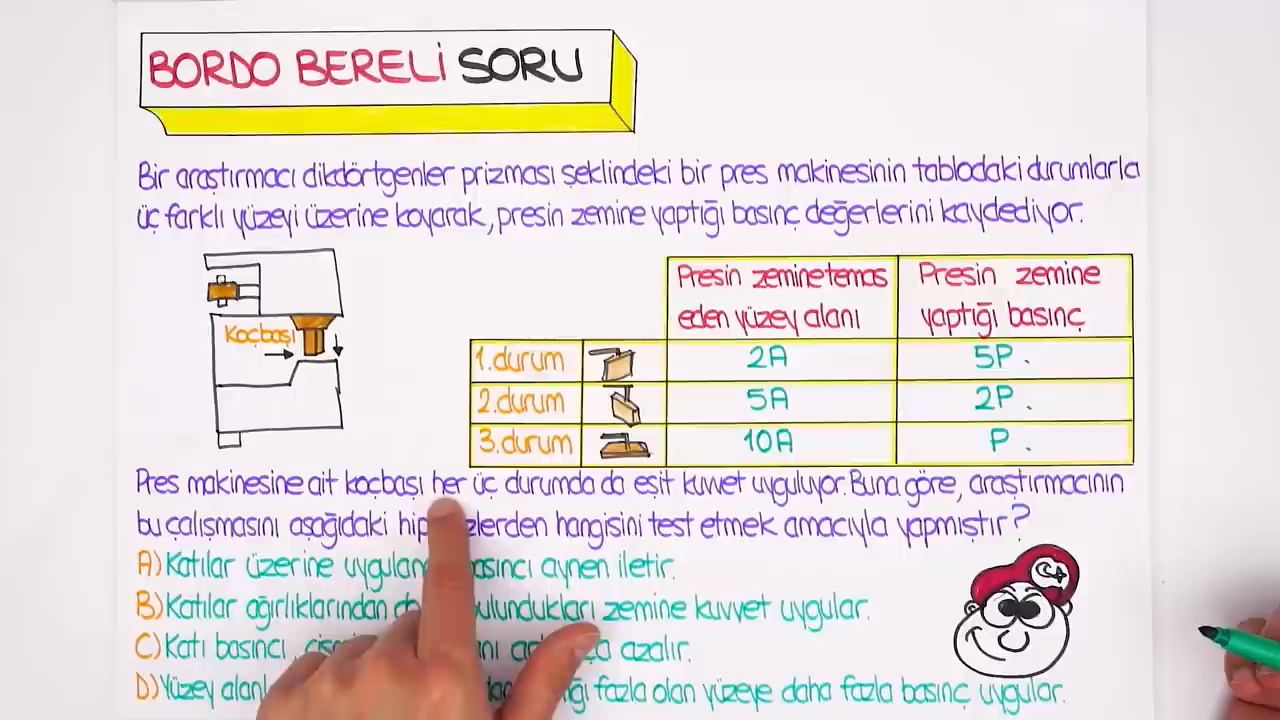 BORDO BERELİ SORU
Bir araştırmacı dikdörtgenler prizması şeklindeki bir pres makinesinin tablodaki durumlarla
üç farklı yüzeyi üzerine koyarak, presin zemine yaptığı basınç değerlerini kaydediyor.
Koçbaşı
Presin zemine temas eden yüzey alanı
Presin zemine yaptığı basınç
1.durum 2A 5P
2.durum 5A 2P
3.durum 10A P
Pres makinesine ait koçbaşı her üç durumda da eşit kuvvet uyguluyor. Buna göre, araştırmacının
bu çalışmasını aşağıdaki hangisini test etmek amacıyla yapmıştır?
A) Katılar üzerine basıncı aynen iletir.
B) Katılar ağırlıklarından bulundukları zemine kuvvet uygular.
C) Katı basıncı, azalır.
D) Yüzey fazla olan yüzeye daha fazla basınç uygular.